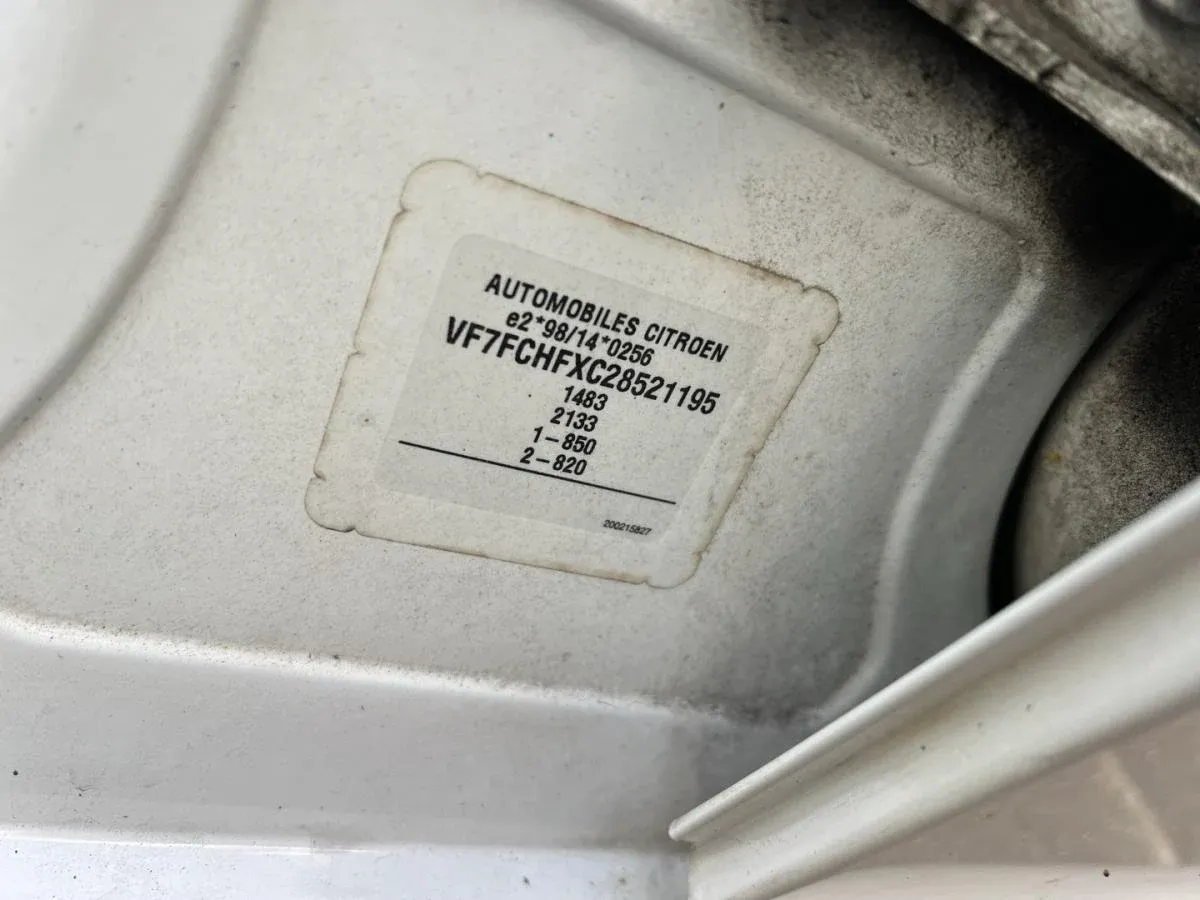 AUTOMOBILES CITROEN
e2*98/14*0256
VF7FCHFXC28521195
1483
2133
1-850
2-820
200215827